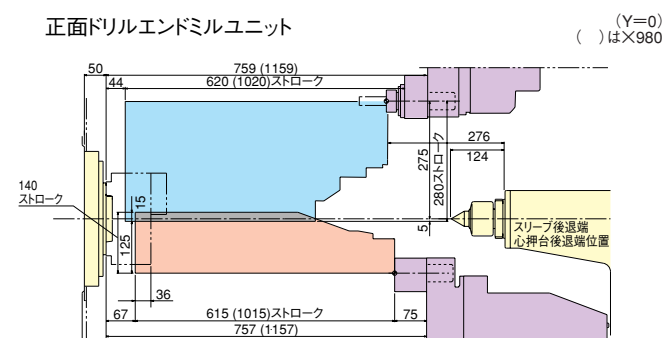 正面ドリルエンドミルユニット
(Y=0)
( )は×980
50
759 (1159)
44
620 (1020)ストローク
276
124
275
280ストローク
5
140
ストローク
15
125
スリーブ後退端
心押台後退端位置
36
67
615 (1015)ストローク
75
757 (1157)